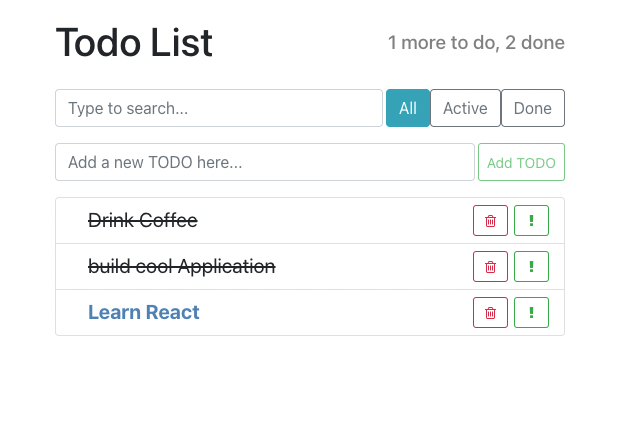 Todo List
1 more to do, 2 done
Type to search...
All
Active
Done
Add a new TODO here...
Add TODO
Drink Coffee
build cool Application
Learn React